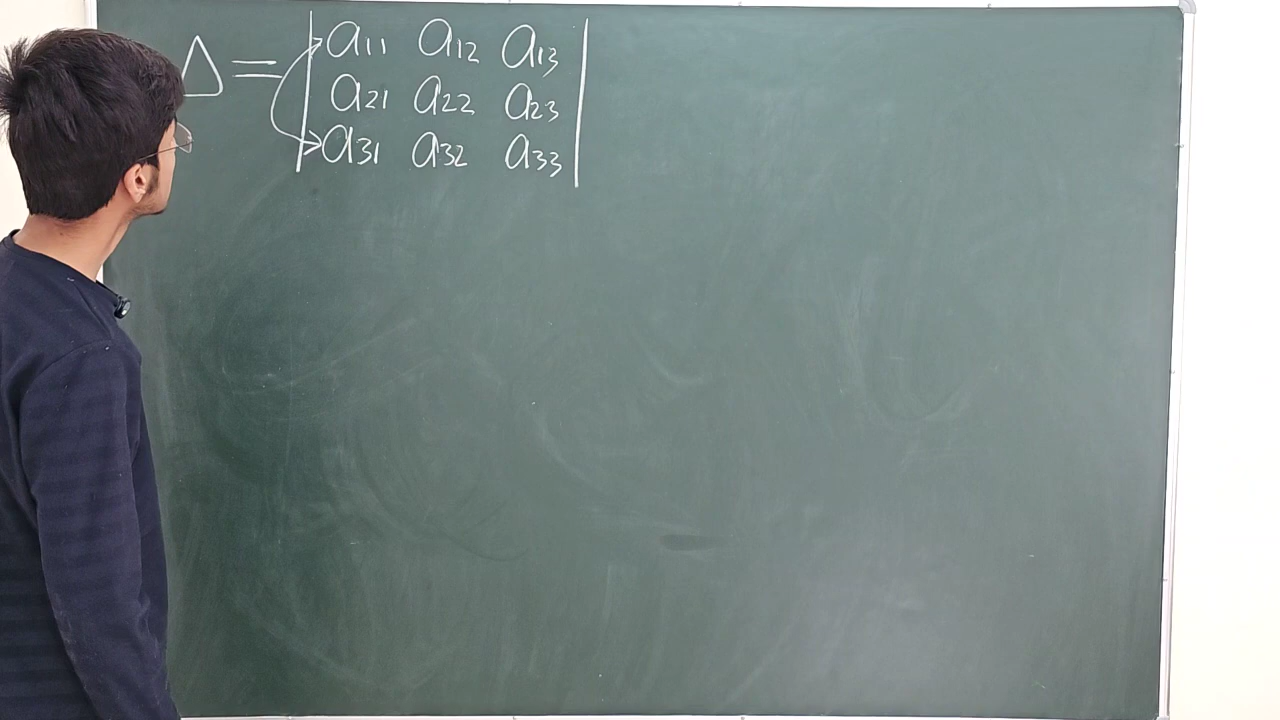 Δ = | a11 a12 a13 |
a21 a22 a23
a31 a32 a33